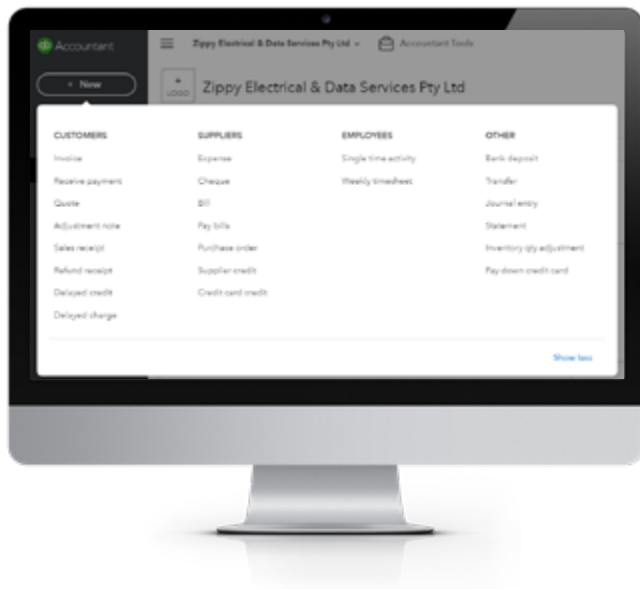 qb Accountant
Zippy Electrical & Data Services Pty Ltd
Accountant Tools
+ New
+
LOGO
Zippy Electrical & Data Services Pty Ltd
CUSTOMERS
Invoice
Receive payment
Quote
Adjustment note
Sales receipt
Refund receipt
Delayed credit
Delayed charge
SUPPLIERS
Expense
Cheque
Bill
Pay bills
Purchase order
Supplier credit
Credit card credit
EMPLOYEES
Single time activity
Weekly timesheet
OTHER
Bank deposit
Transfer
Journal entry
Statement
Inventory qty adjustment
Pay down credit card
Show less